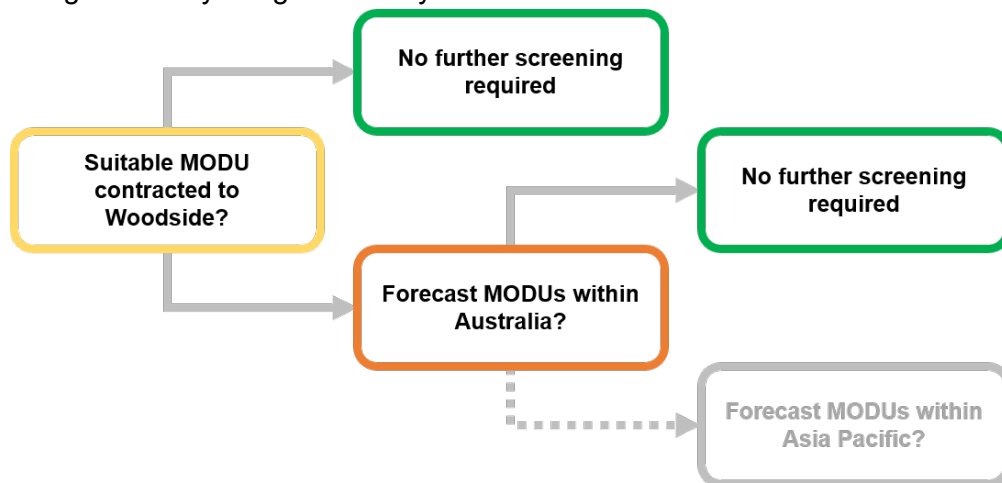 No further screening
required
Suitable MODU
contracted to
Woodside?
No further screening
required
Forecast MODUs within
Australia?
Forecast MODUs within
Asia Pacific?